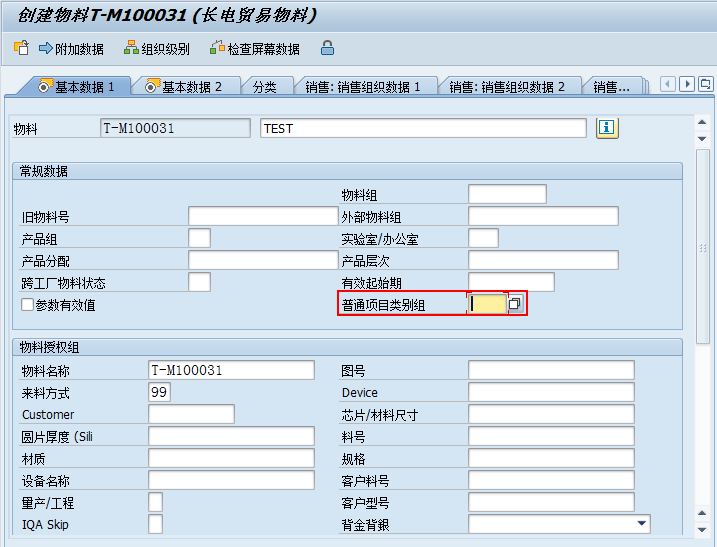 创建物料T-M100031 (长电贸易物料)
附加数据 组织级别 检查屏幕数据
基本数据 1 基本数据 2 分类 销售: 销售组织数据 1 销售: 销售组织数据 2 销售...
物料 T-M100031 TEST
常规数据
物料组
旧物料号 外部物料组
产品组 实验室/办公室
产品分配 产品层次
跨工厂物料状态 有效起始期
参数有效值 普通项目类别组
物料授权组
物料名称 T-M100031 图号
来料方式 99 Device
Customer 芯片/材料尺寸
圆片厚度 (Sili 料号
材质 规格
设备名称 客户料号
量产/工程 客户型号
IQA Skip 背金背銀